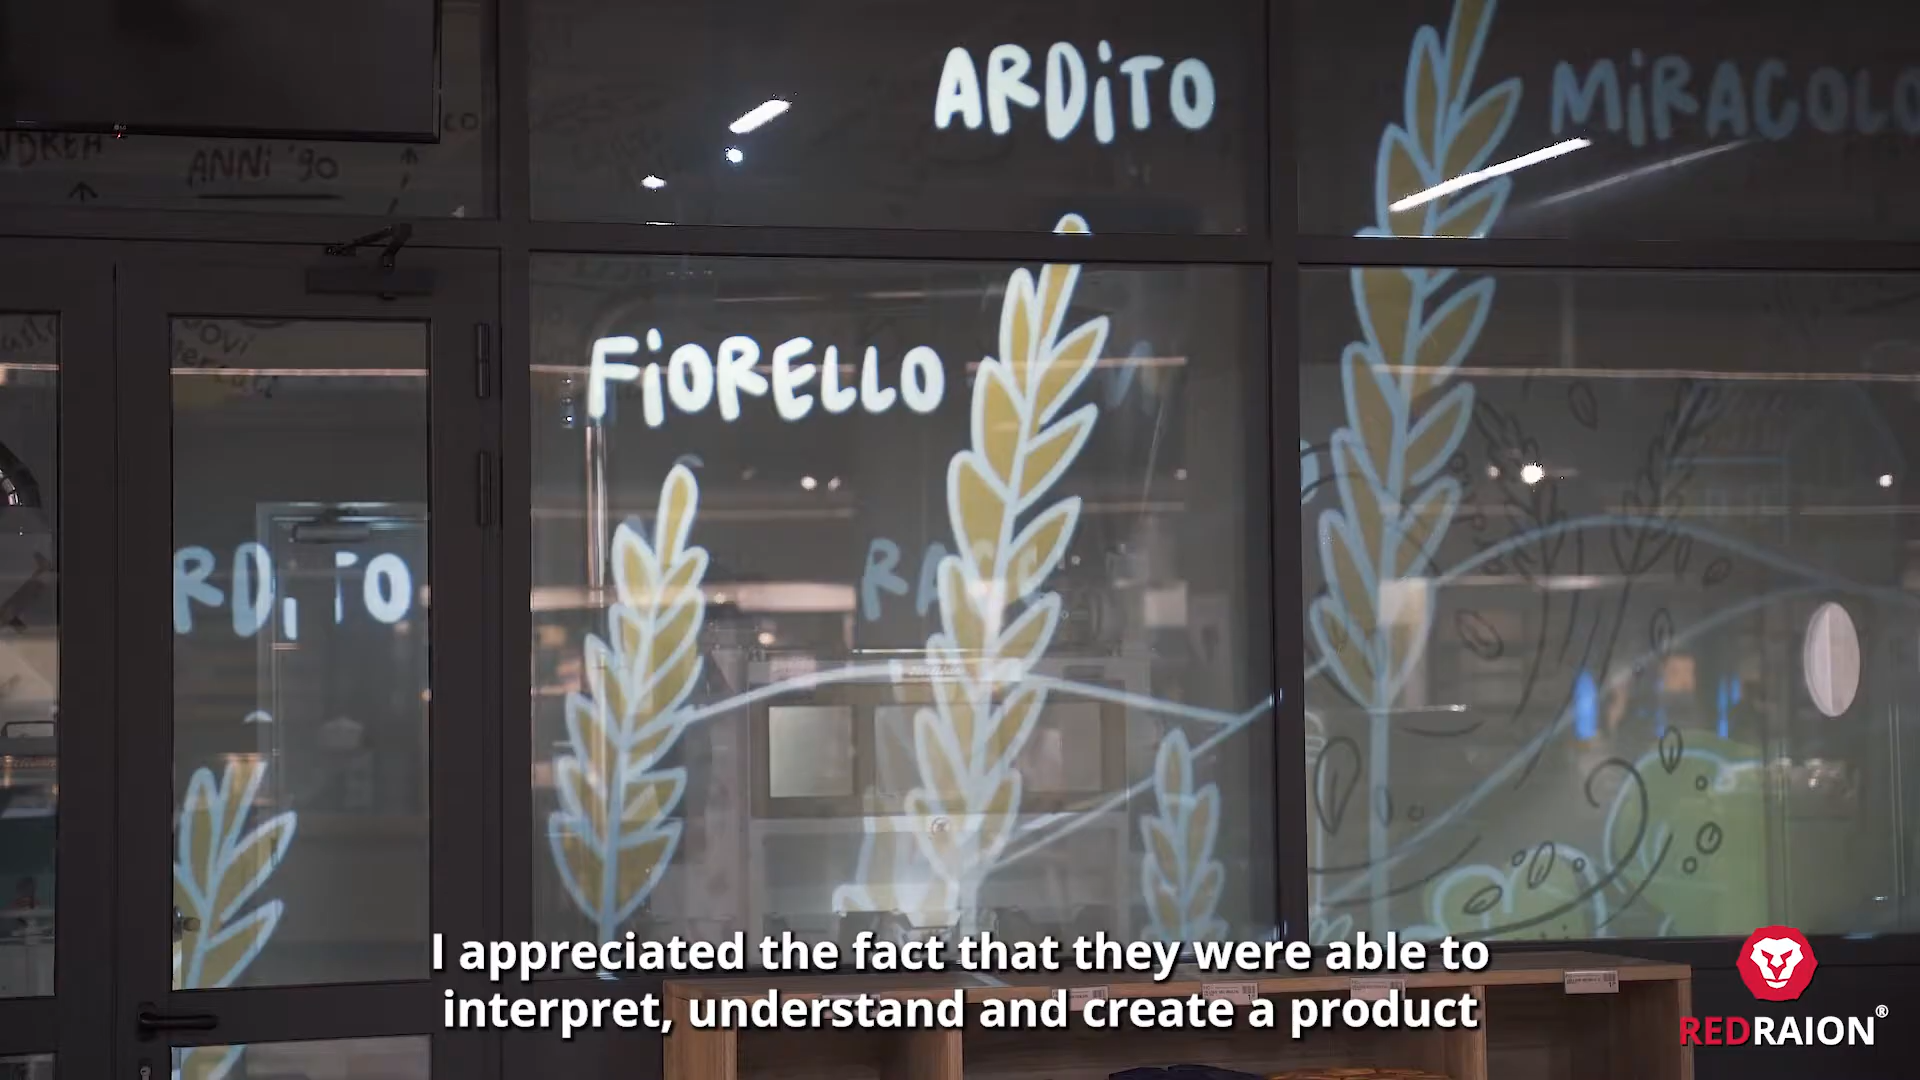 ARDiTO
MiRACOLO
ANNi '90
FiORELLO
RDiTO
I appreciated the fact that they were able to
interpret, understand and create a product
REDRAION®